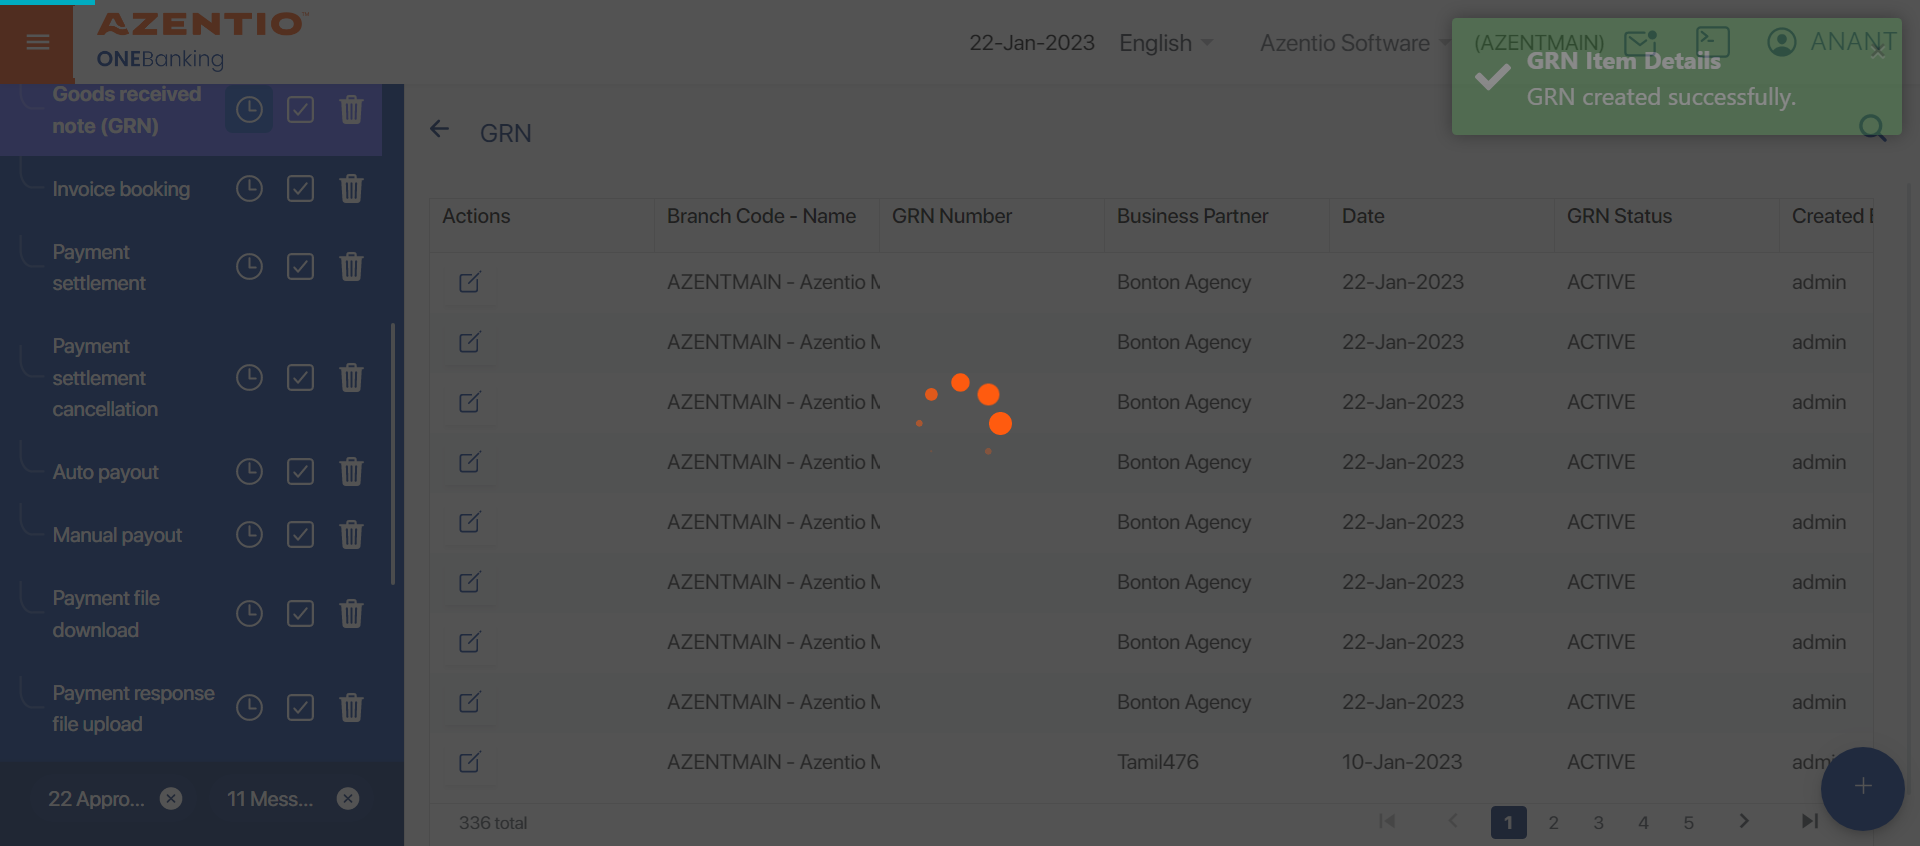 AZENTIO
ONEBanking
22-Jan-2023 English Azentio Software (AZENTMAIN) ANANT
GRN Item Details
GRN created successfully.
Goods received
note (GRN)
Invoice booking
Payment
settlement
Payment
settlement
cancellation
Auto payout
Manual payout
Payment file
download
Payment response
file upload
22 Appro...
11 Mess...
GRN
Actions Branch Code - Name GRN Number Business Partner Date GRN Status Created
AZENTMAIN - Azentio M Bonton Agency 22-Jan-2023 ACTIVE admin
AZENTMAIN - Azentio M Bonton Agency 22-Jan-2023 ACTIVE admin
AZENTMAIN - Azentio M Bonton Agency 22-Jan-2023 ACTIVE admin
AZENTMAIN - Azentio M Bonton Agency 22-Jan-2023 ACTIVE admin
AZENTMAIN - Azentio M Bonton Agency 22-Jan-2023 ACTIVE admin
AZENTMAIN - Azentio M Bonton Agency 22-Jan-2023 ACTIVE admin
AZENTMAIN - Azentio M Bonton Agency 22-Jan-2023 ACTIVE admin
AZENTMAIN - Azentio M Bonton Agency 22-Jan-2023 ACTIVE admin
AZENTMAIN - Azentio M Tamil476 10-Jan-2023 ACTIVE adm
336 total
1 2 3 4 5